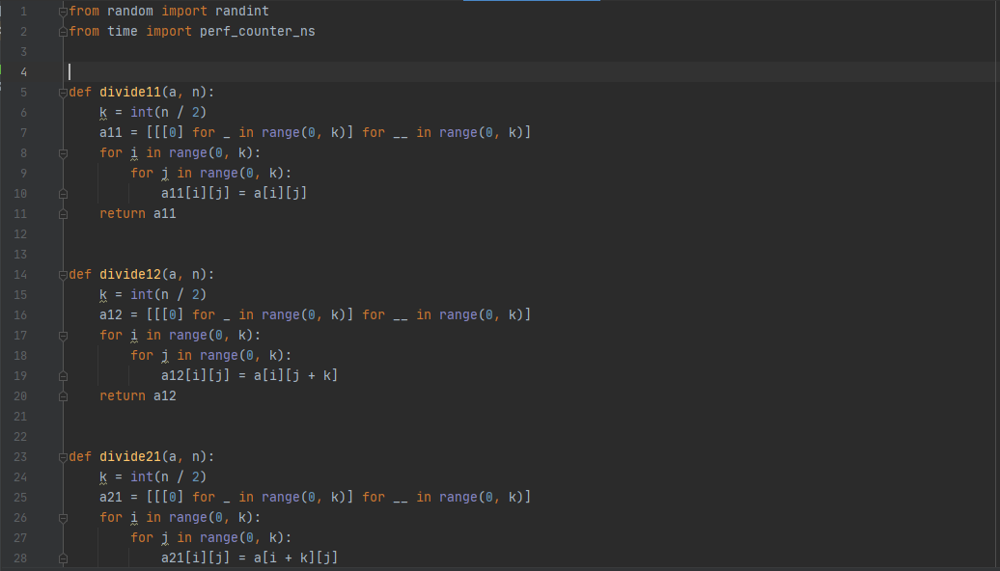 1 from random import randint
2 from time import perf_counter_ns
3
4
5 def divide11(a, n):
6     k = int(n / 2)
7     a11 = [[[0] for _ in range(0, k)] for __ in range(0, k)]
8     for i in range(0, k):
9         for j in range(0, k):
10             a11[i][j] = a[i][j]
11     return a11
12
13
14 def divide12(a, n):
15     k = int(n / 2)
16     a12 = [[[0] for _ in range(0, k)] for __ in range(0, k)]
17     for i in range(0, k):
18         for j in range(0, k):
19             a12[i][j] = a[i][j + k]
20     return a12
21
22
23 def divide21(a, n):
24     k = int(n / 2)
25     a21 = [[[0] for _ in range(0, k)] for __ in range(0, k)]
26     for i in range(0, k):
27         for j in range(0, k):
28             a21[i][j] = a[i + k][j]